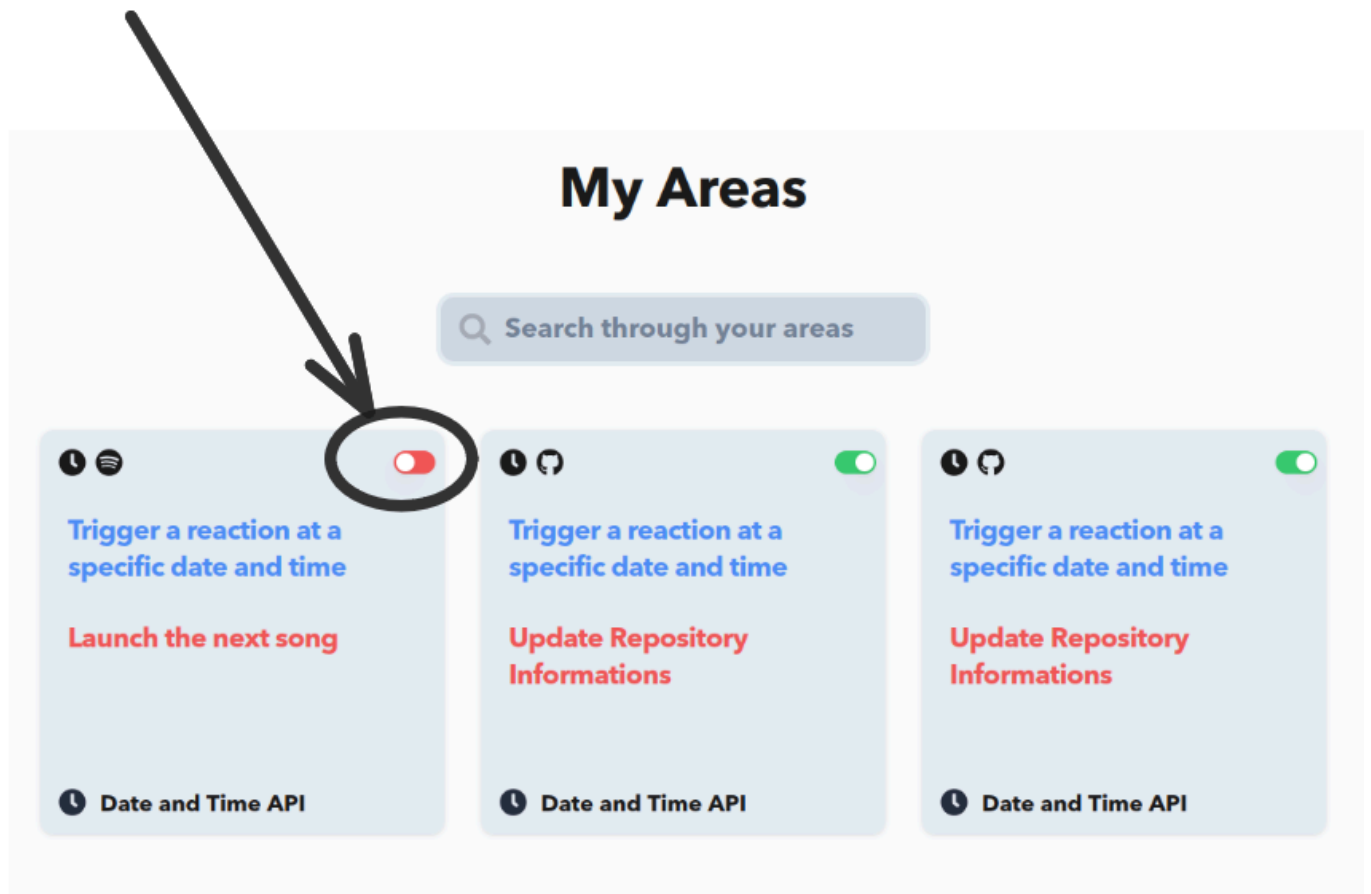 My Areas
Search through your areas
Trigger a reaction at a
specific date and time
Launch the next song
Date and Time API
Trigger a reaction at a
specific date and time
Update Repository
Informations
Date and Time API
Trigger a reaction at a
specific date and time
Update Repository
Informations
Date and Time API